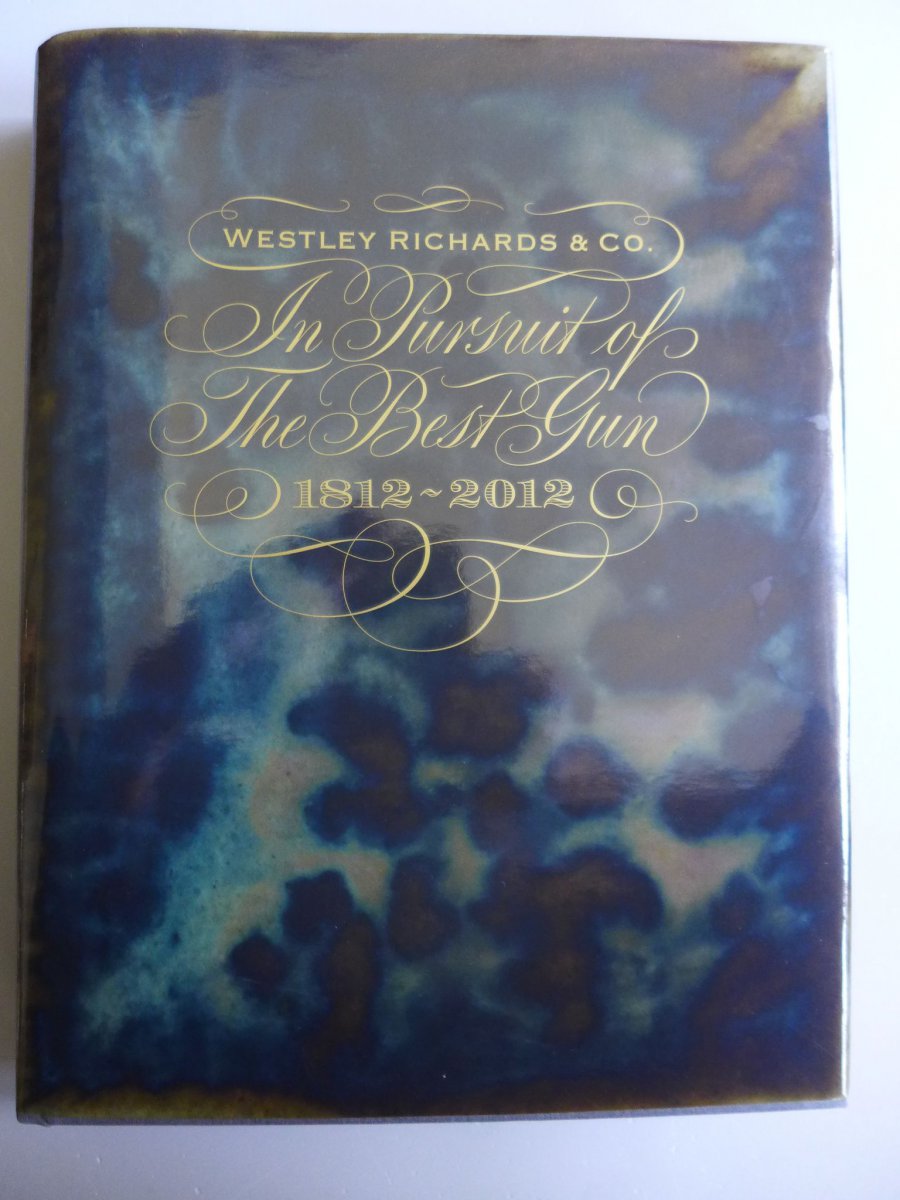 WESTLEY RICHARDS & CO.
In Pursuit of
The Best Gun
1812~2012